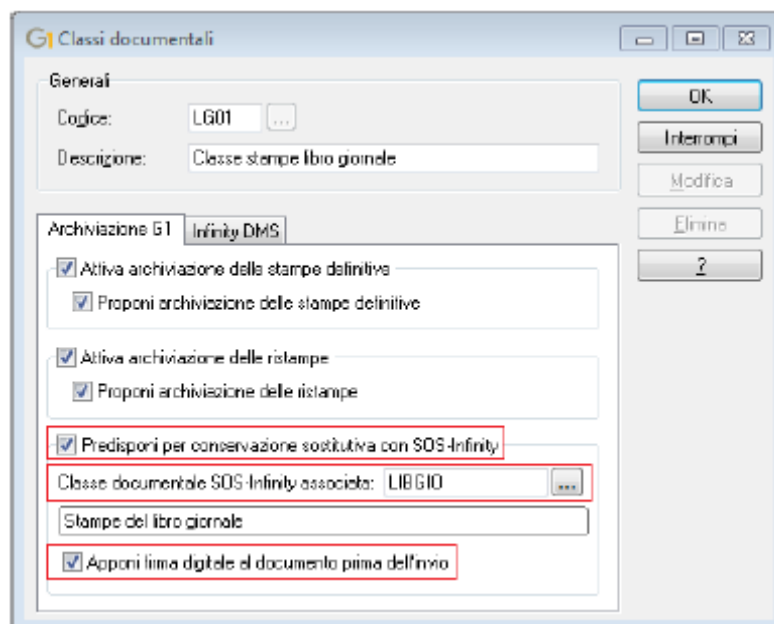 G1 Classi documentali
Generali
Codice: LG01 ...
Descrizione: Classe stampe libro giornale
OK
Interrompi
Modifica
Elimina
?
Archiviazione G1 Infinity DMS
Attiva archiviazione delle stampe definitive
Proponi archiviazione delle stampe definitive
Attiva archiviazione delle ristampe
Proponi archiviazione delle ristampe
Predisponi per conservazione sostitutiva con SOS-Infinity
Classe documentale SOS-Infinity associata: LIBGIO ...
Stampe del libro giornale
Apponi firma digitale al documento prima dell'invio